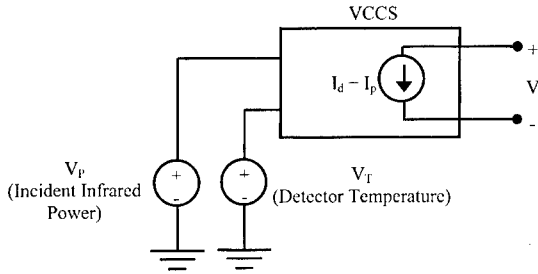 VCCS
+
I_d − I_p
V
-
V_P
(Incident Infrared
Power)
+
-
+
-
V_T
(Detector Temperature)